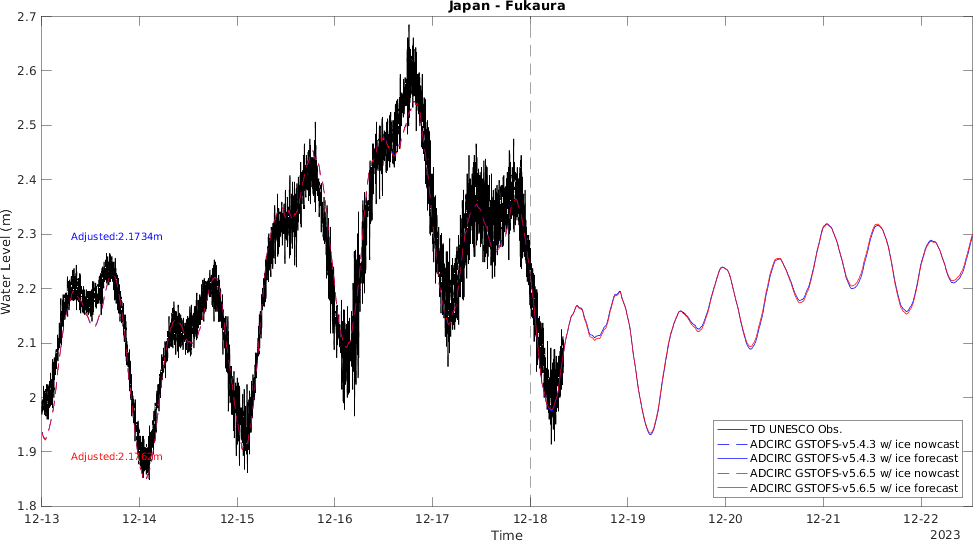 Japan - Fukaura
2.7
2.6
2.5
2.4
2.3
2.2
2.1
2
1.9
1.8
Water Level (m)
Adjusted:2.1734m
Adjusted:2.1762m
TD UNESCO Obs.
ADCIRC GSTOFS-v5.4.3 w/ ice nowcast
ADCIRC GSTOFS-v5.4.3 w/ ice forecast
ADCIRC GSTOFS-v5.6.5 w/ ice nowcast
ADCIRC GSTOFS-v5.6.5 w/ ice forecast
12-13 12-14 12-15 12-16 12-17 12-18 12-19 12-20 12-21 12-22
Time
2023